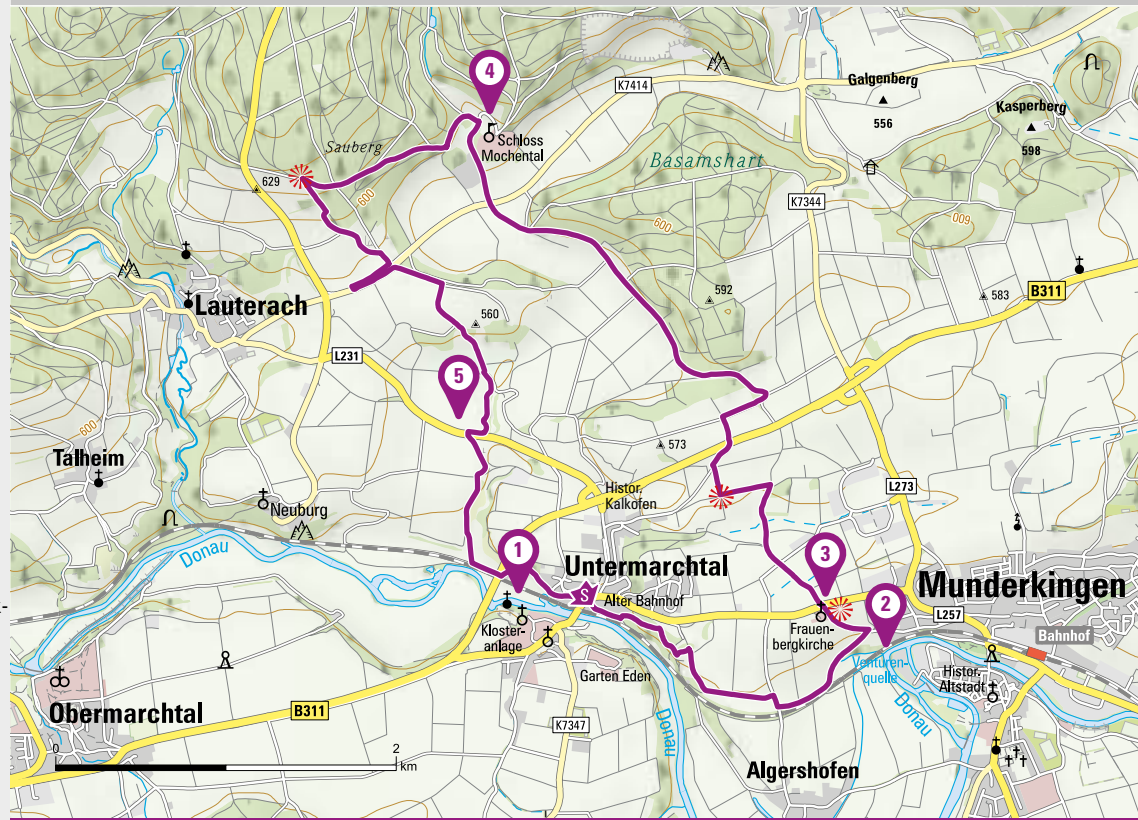 4
K7414
Galgenberg
556
Kasperberg
598
Schloss
Mochental
Sauberg
629
600
Basamshart
600
K7344
600
592
583
B311
Lauterach
560
L231
5
573
600
Talheim
Neuburg
Histor.
Kalkofen
L273
Donau
1
Untermarchtal
S
Alter Bahnhof
3
2
Munderkingen
L257
Bahnhof
Frauen-
bergkirche
Kloster-
anlage
Garten Eden
Venturen-
quelle
Histor.
Altstadt
Donau
Donau
Obermarchtal
B311
K7347
Algershofen
0
2
km